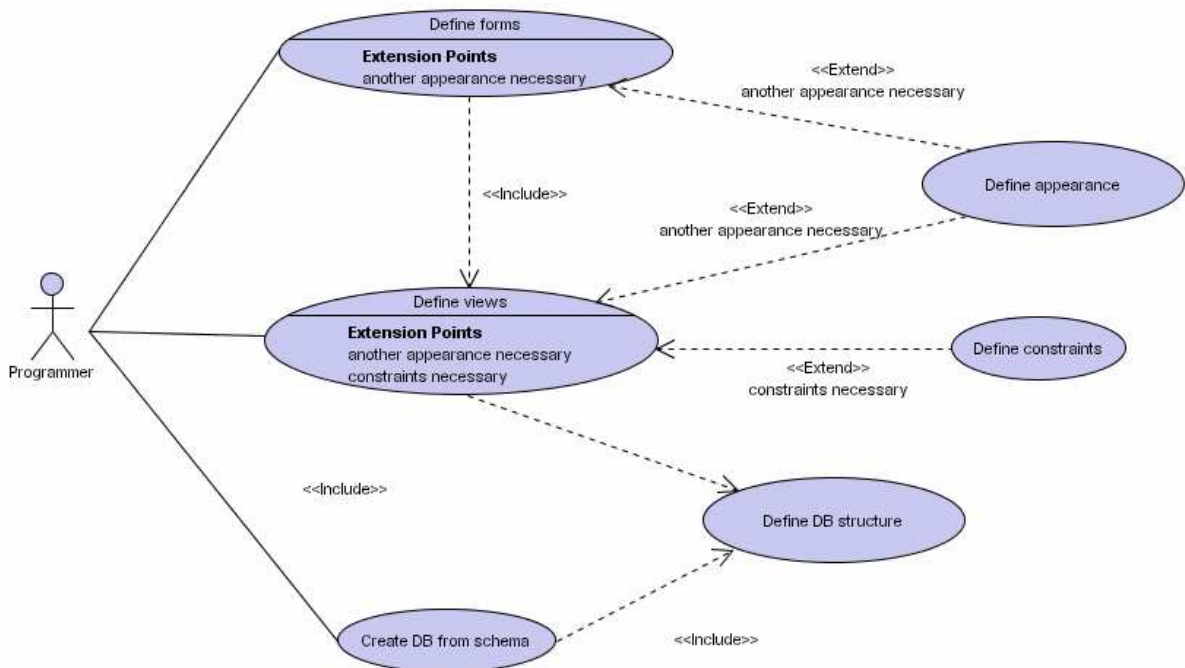 Define forms
Extension Points
another appearance necessary
<<Extend>>
another appearance necessary
Define appearance
<<Include>>
<<Extend>>
another appearance necessary
Define views
Extension Points
another appearance necessary
constraints necessary
Define constraints
<<Extend>>
constraints necessary
Programmer
<<Include>>
Define DB structure
Create DB from schema
<<Include>>